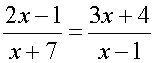 (2x−1)/(x+7) = (3x+4)/(x−1)